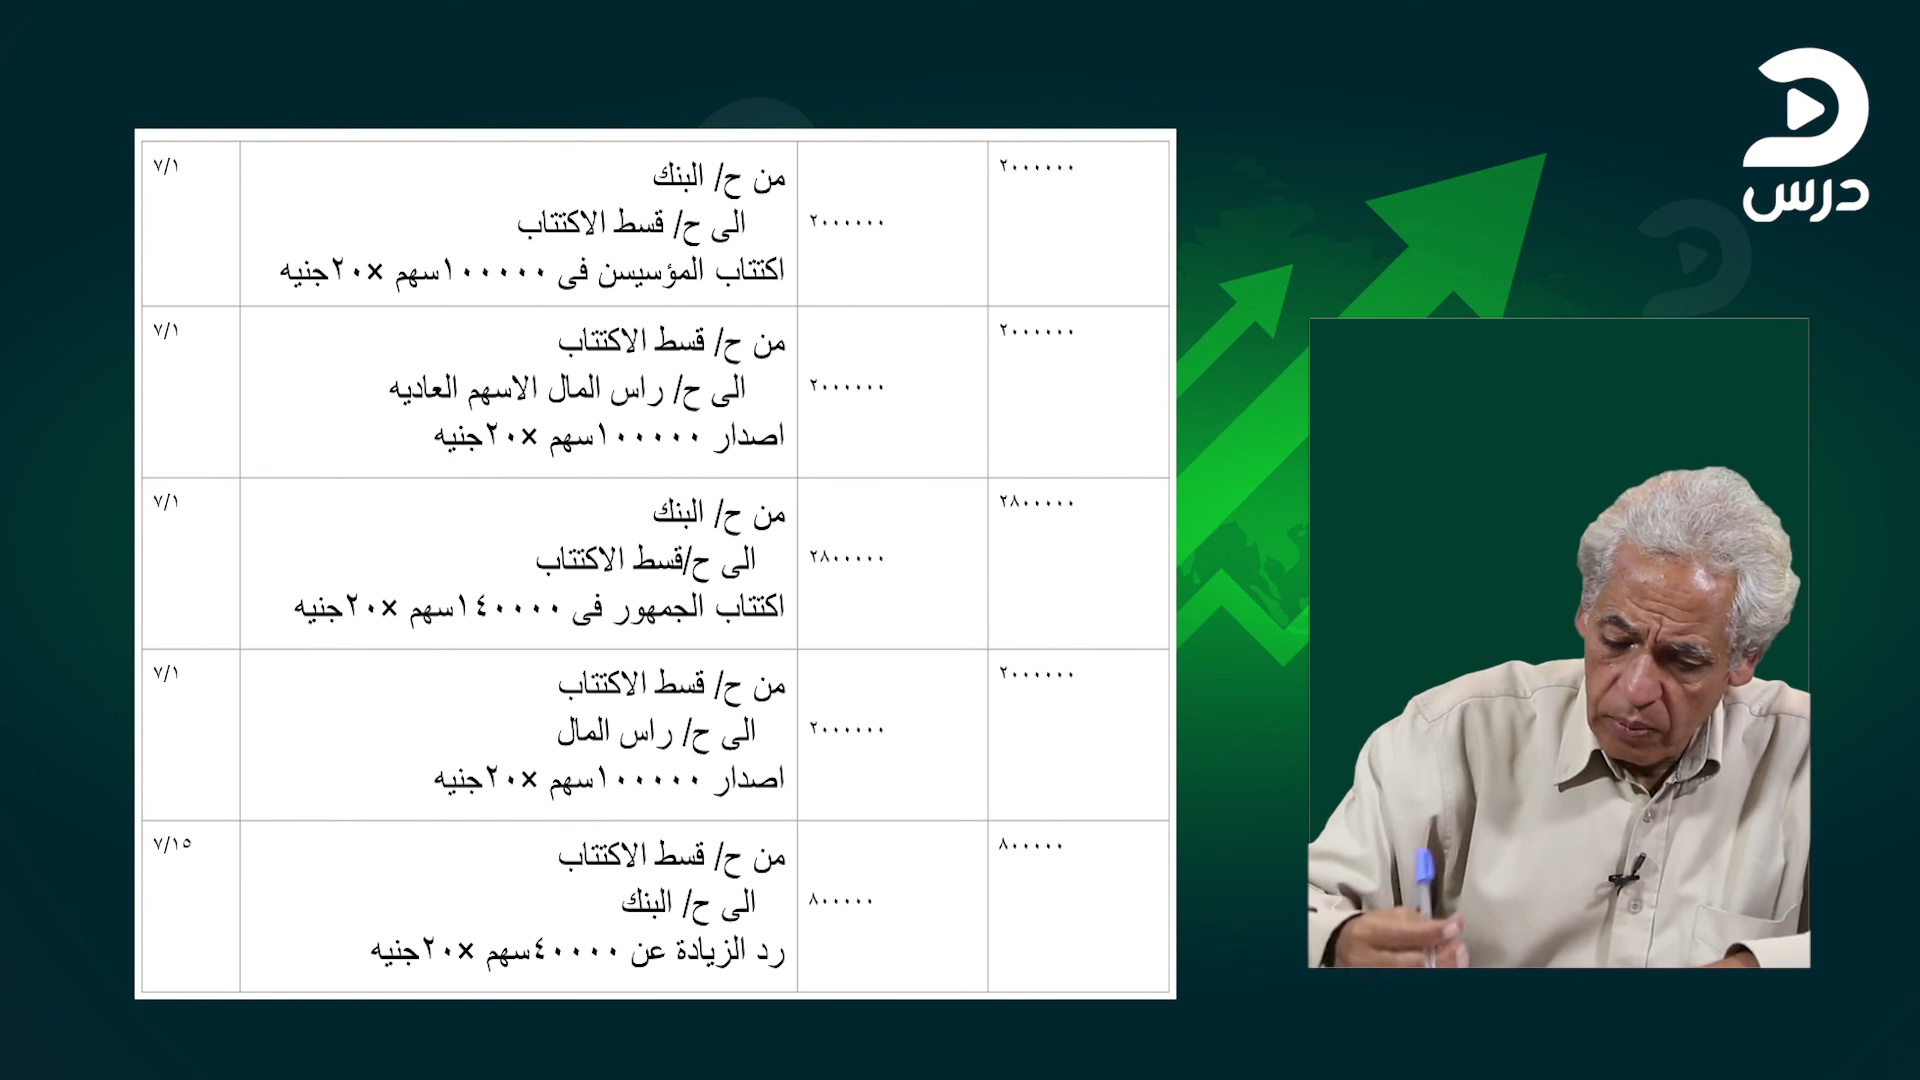 درس
٢٠٠٠٠٠٠
من ح/ البنك
٧/١
٢٠٠٠٠٠٠
الى ح/ قسط الاكتتاب
اكتتاب المؤسيسن فى ١٠٠٠٠٠سهم ×٢٠جنيه
٢٠٠٠٠٠٠
من ح/ قسط الاكتتاب
٧/١
٢٠٠٠٠٠٠
الى ح/ راس المال الاسهم العاديه
اصدار ١٠٠٠٠٠سهم ×٢٠جنيه
٢٨٠٠٠٠٠
من ح/ البنك
٧/١
٢٨٠٠٠٠٠
الى ح/قسط الاكتتاب
اكتتاب الجمهور فى ١٤٠٠٠٠سهم ×٢٠جنيه
٢٠٠٠٠٠٠
من ح/ قسط الاكتتاب
٧/١
٢٠٠٠٠٠٠
الى ح/ راس المال
اصدار ١٠٠٠٠٠سهم ×٢٠جنيه
٨٠٠٠٠٠
من ح/ قسط الاكتتاب
٧/١٥
٨٠٠٠٠٠
الى ح/ البنك
رد الزيادة عن ٤٠٠٠٠سهم ×٢٠جنيه